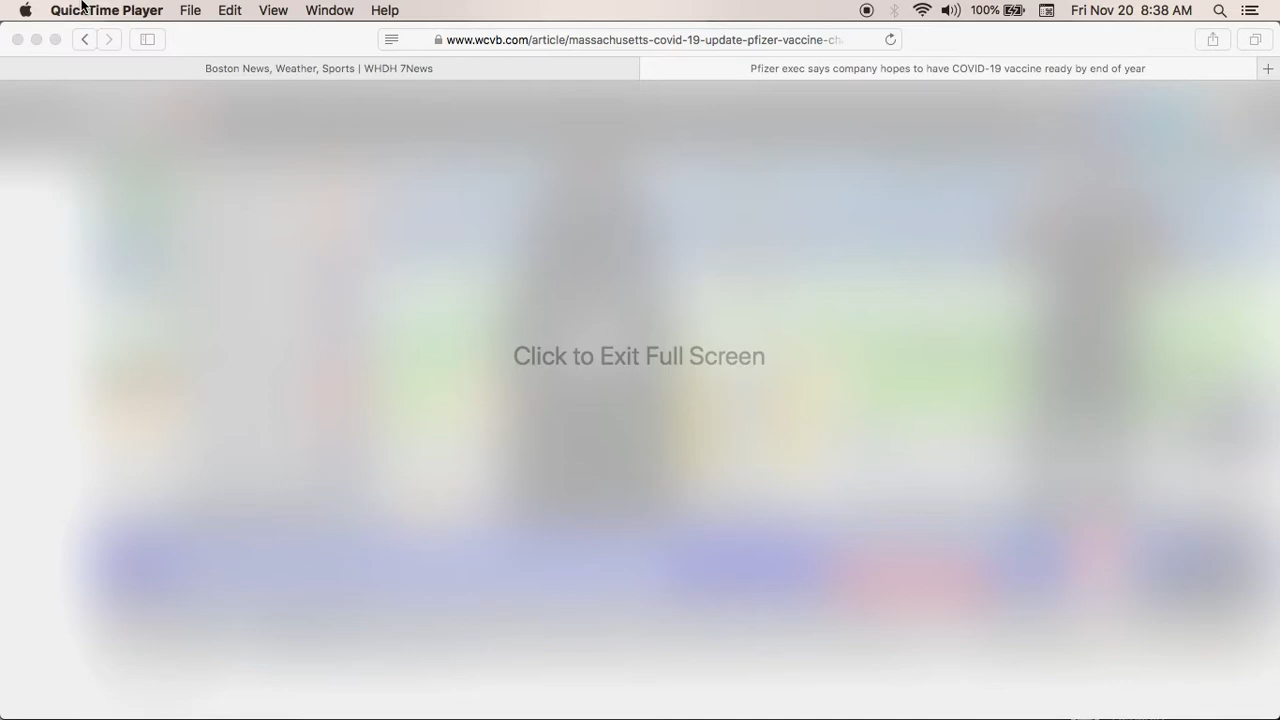 QuickTime Player File Edit View Window Help 100% Fri Nov 20 8:38 AM
www.wcvb.com/article/massachusetts-covid-19-update-pfizer-vaccine-ch
Boston News, Weather, Sports | WHDH 7News Pfizer exec says company hopes to have COVID-19 vaccine ready by end of year
Click to Exit Full Screen